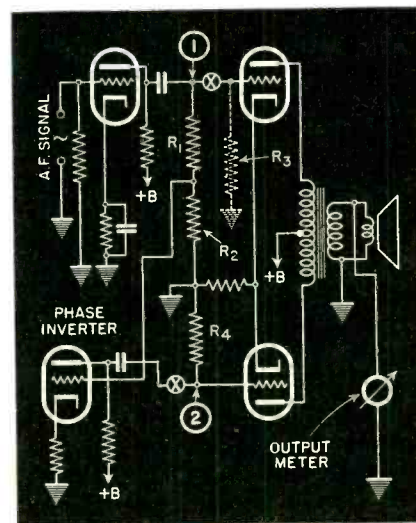 1
A.F. SIGNAL
~
X
R1
R3
+B
R2
+B
PHASE
INVERTER
R4
X
2
+B
OUTPUT
METER